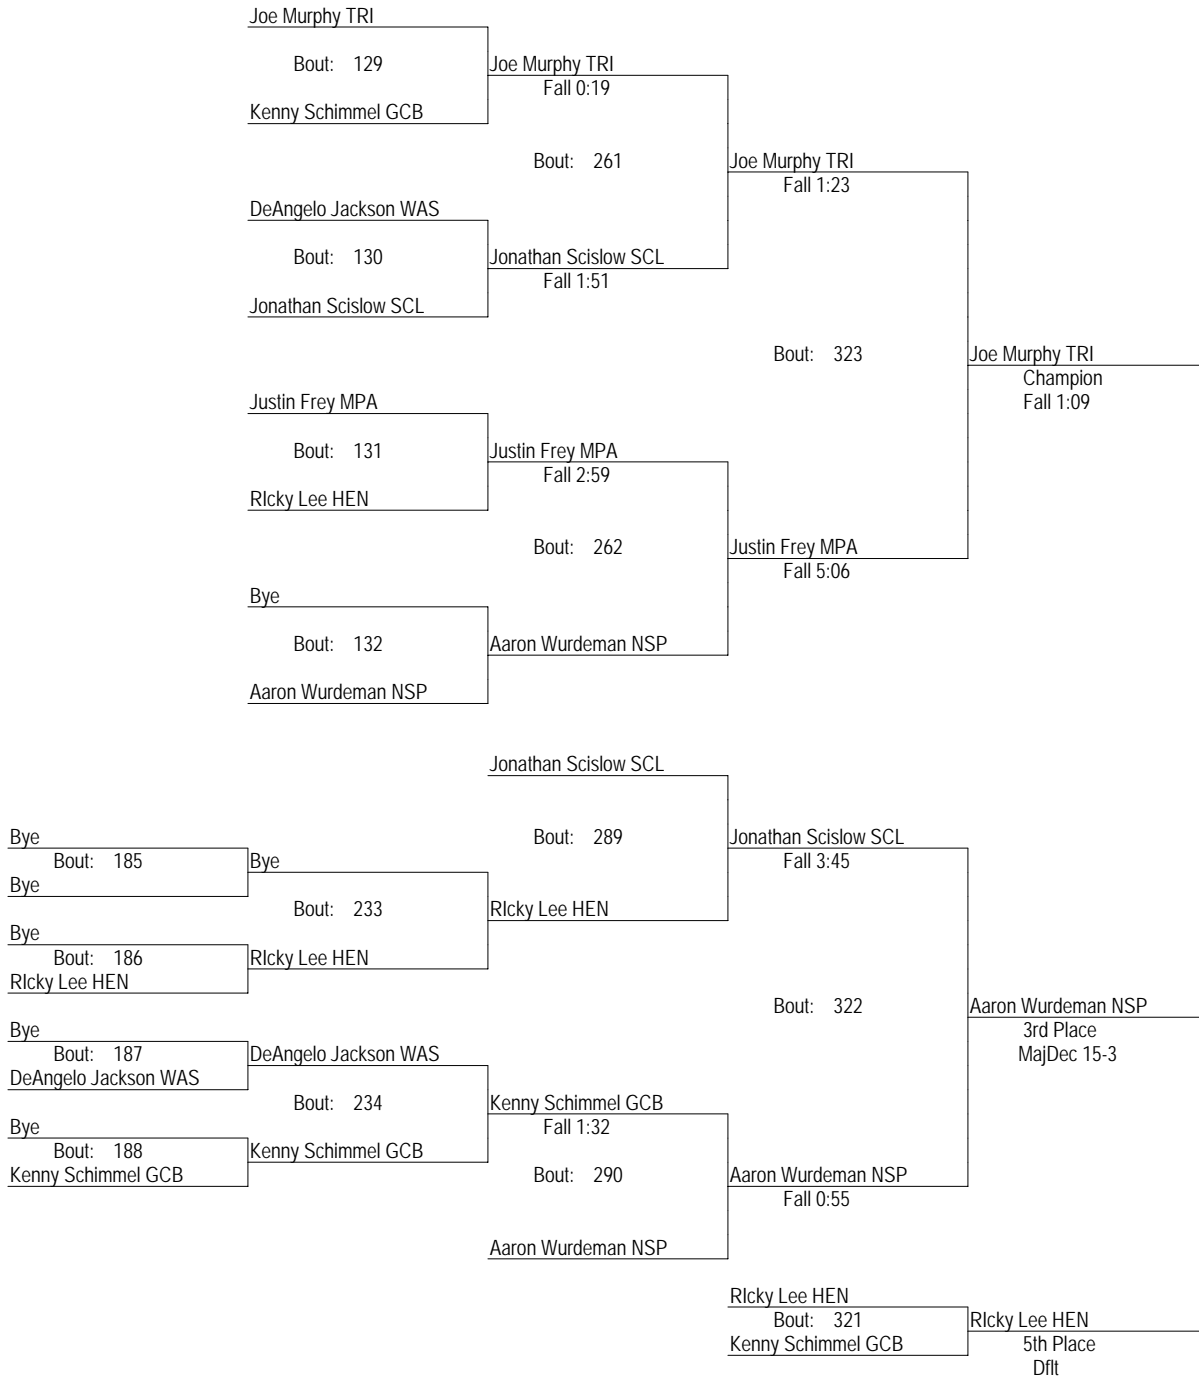 Joe Murphy TRI
Bout: 129
Joe Murphy TRI
Fall 0:19
Kenny Schimmel GCB
Bout: 261
Joe Murphy TRI
Fall 1:23
DeAngelo Jackson WAS
Bout: 130
Jonathan Scislow SCL
Fall 1:51
Jonathan Scislow SCL
Bout: 323
Joe Murphy TRI
Champion
Fall 1:09
Justin Frey MPA
Bout: 131
Justin Frey MPA
Fall 2:59
RIcky Lee HEN
Bout: 262
Justin Frey MPA
Fall 5:06
Bye
Bout: 132
Aaron Wurdeman NSP
Aaron Wurdeman NSP
Jonathan Scislow SCL
Bye
Bout: 185
Bye
Bye
Bout: 289
Jonathan Scislow SCL
Fall 3:45
Bout: 233
RIcky Lee HEN
Bye
Bout: 186
RIcky Lee HEN
RIcky Lee HEN
Bout: 322
Aaron Wurdeman NSP
3rd Place
MajDec 15-3
Bye
Bout: 187
DeAngelo Jackson WAS
DeAngelo Jackson WAS
Bout: 234
Kenny Schimmel GCB
Fall 1:32
Bye
Bout: 188
Kenny Schimmel GCB
Kenny Schimmel GCB
Bout: 290
Aaron Wurdeman NSP
Fall 0:55
Aaron Wurdeman NSP
RIcky Lee HEN
Bout: 321
RIcky Lee HEN
Kenny Schimmel GCB
5th Place
Dflt